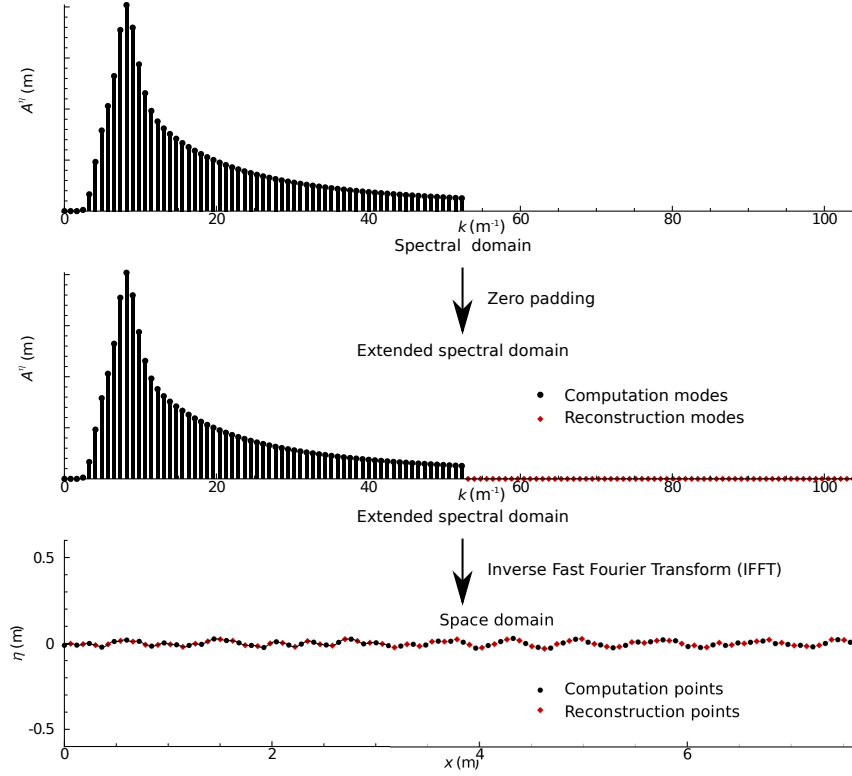 Aη (m)
0 20 40 60 80 100
k (m-1)
Spectral domain
Zero padding
Extended spectral domain
Aη (m)
Computation modes
Reconstruction modes
0 20 40 60 80 100
k (m-1)
Extended spectral domain
Inverse Fast Fourier Transform (IFFT)
Space domain
η (m)
0.5
0
-0.5
Computation points
Reconstruction points
0 2 4 6
x (m)